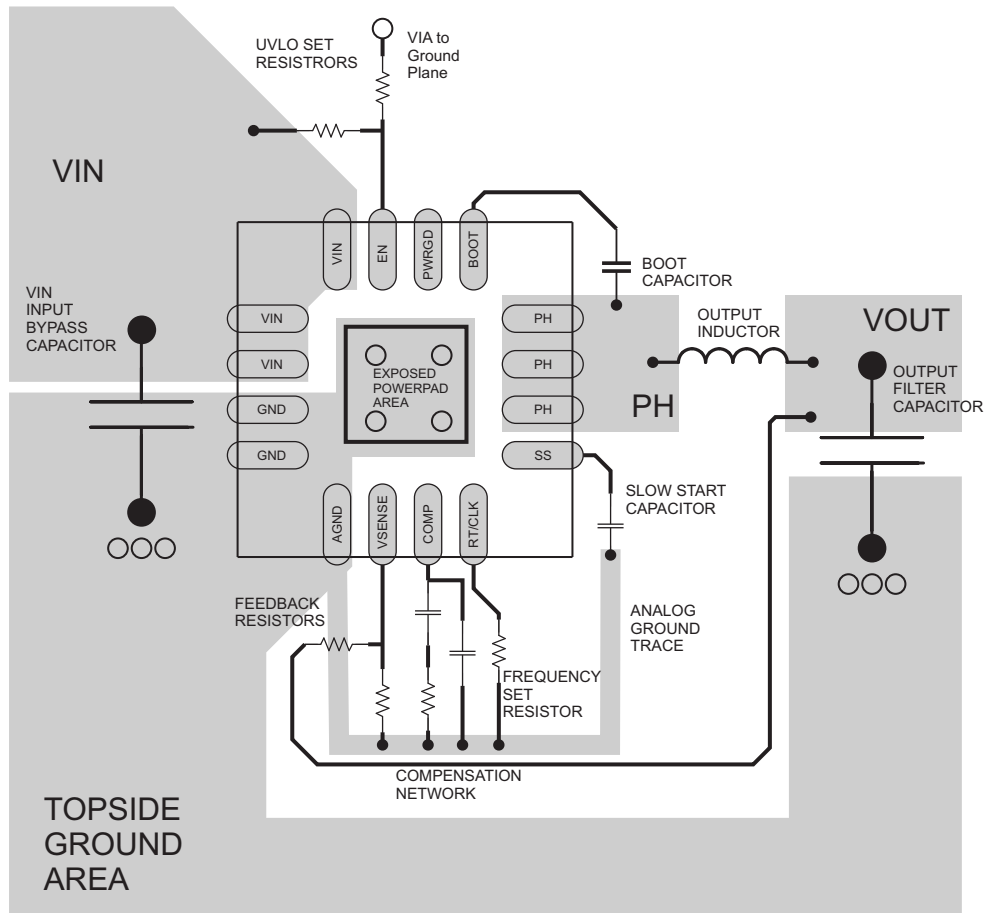 UVLO SET
RESISTRORS
VIA to
Ground
Plane
VIN
VIN
EN
PWRGD
BOOT
BOOT
CAPACITOR
VIN
INPUT
BYPASS
CAPACITOR
VIN
VIN
GND
GND
EXPOSED
POWERPAD
AREA
PH
PH
PH
SS
PH
OUTPUT
INDUCTOR
VOUT
OUTPUT
FILTER
CAPACITOR
SLOW START
CAPACITOR
AGND
VSENSE
COMP
RT/CLK
FEEDBACK
RESISTORS
ANALOG
GROUND
TRACE
FREQUENCY
SET
RESISTOR
COMPENSATION
NETWORK
TOPSIDE
GROUND
AREA